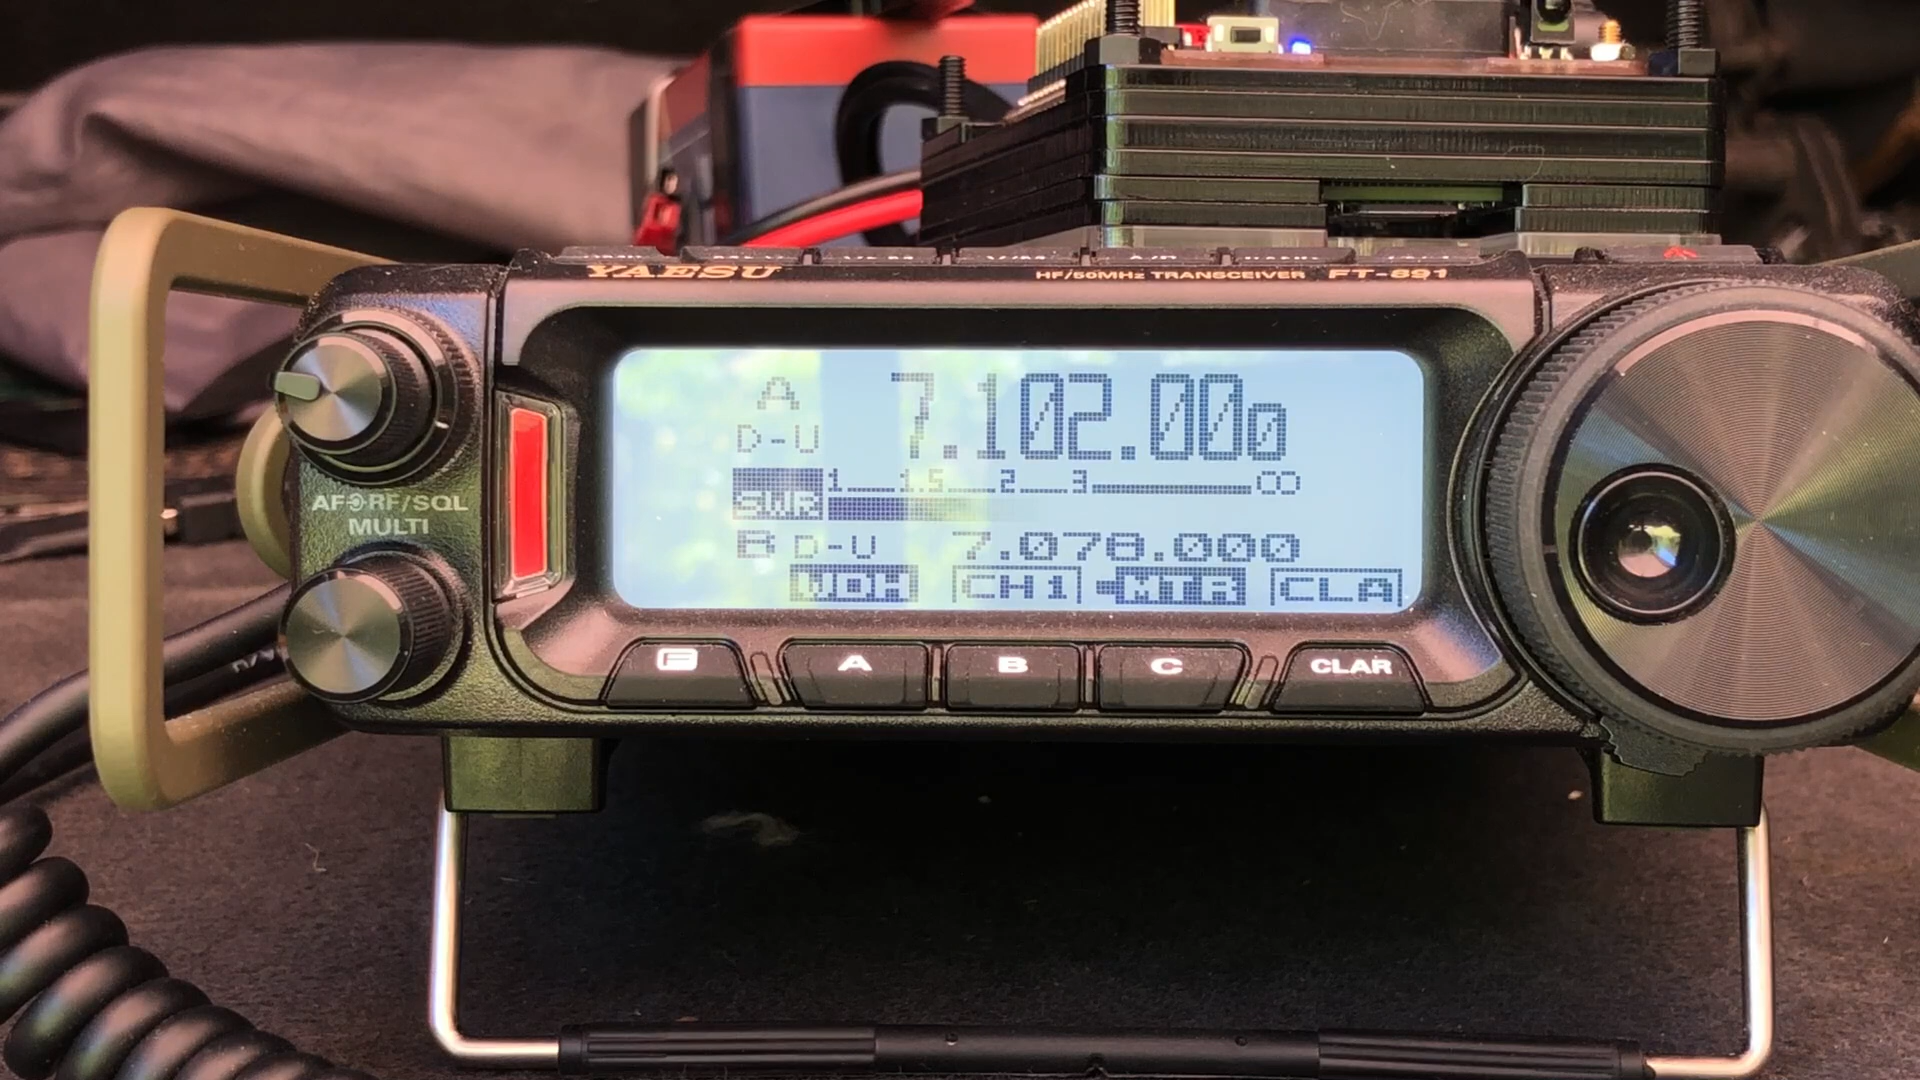 YAESU HF/50MHz TRANSCEIVER FT-891
A 7.102.000
D-U
1 1.5 2 3 ∞
SWR
B D-U 7.078.000
WDH CH1 MTR CLA
AF RF/SQL
MULTI
F A B C CLAR